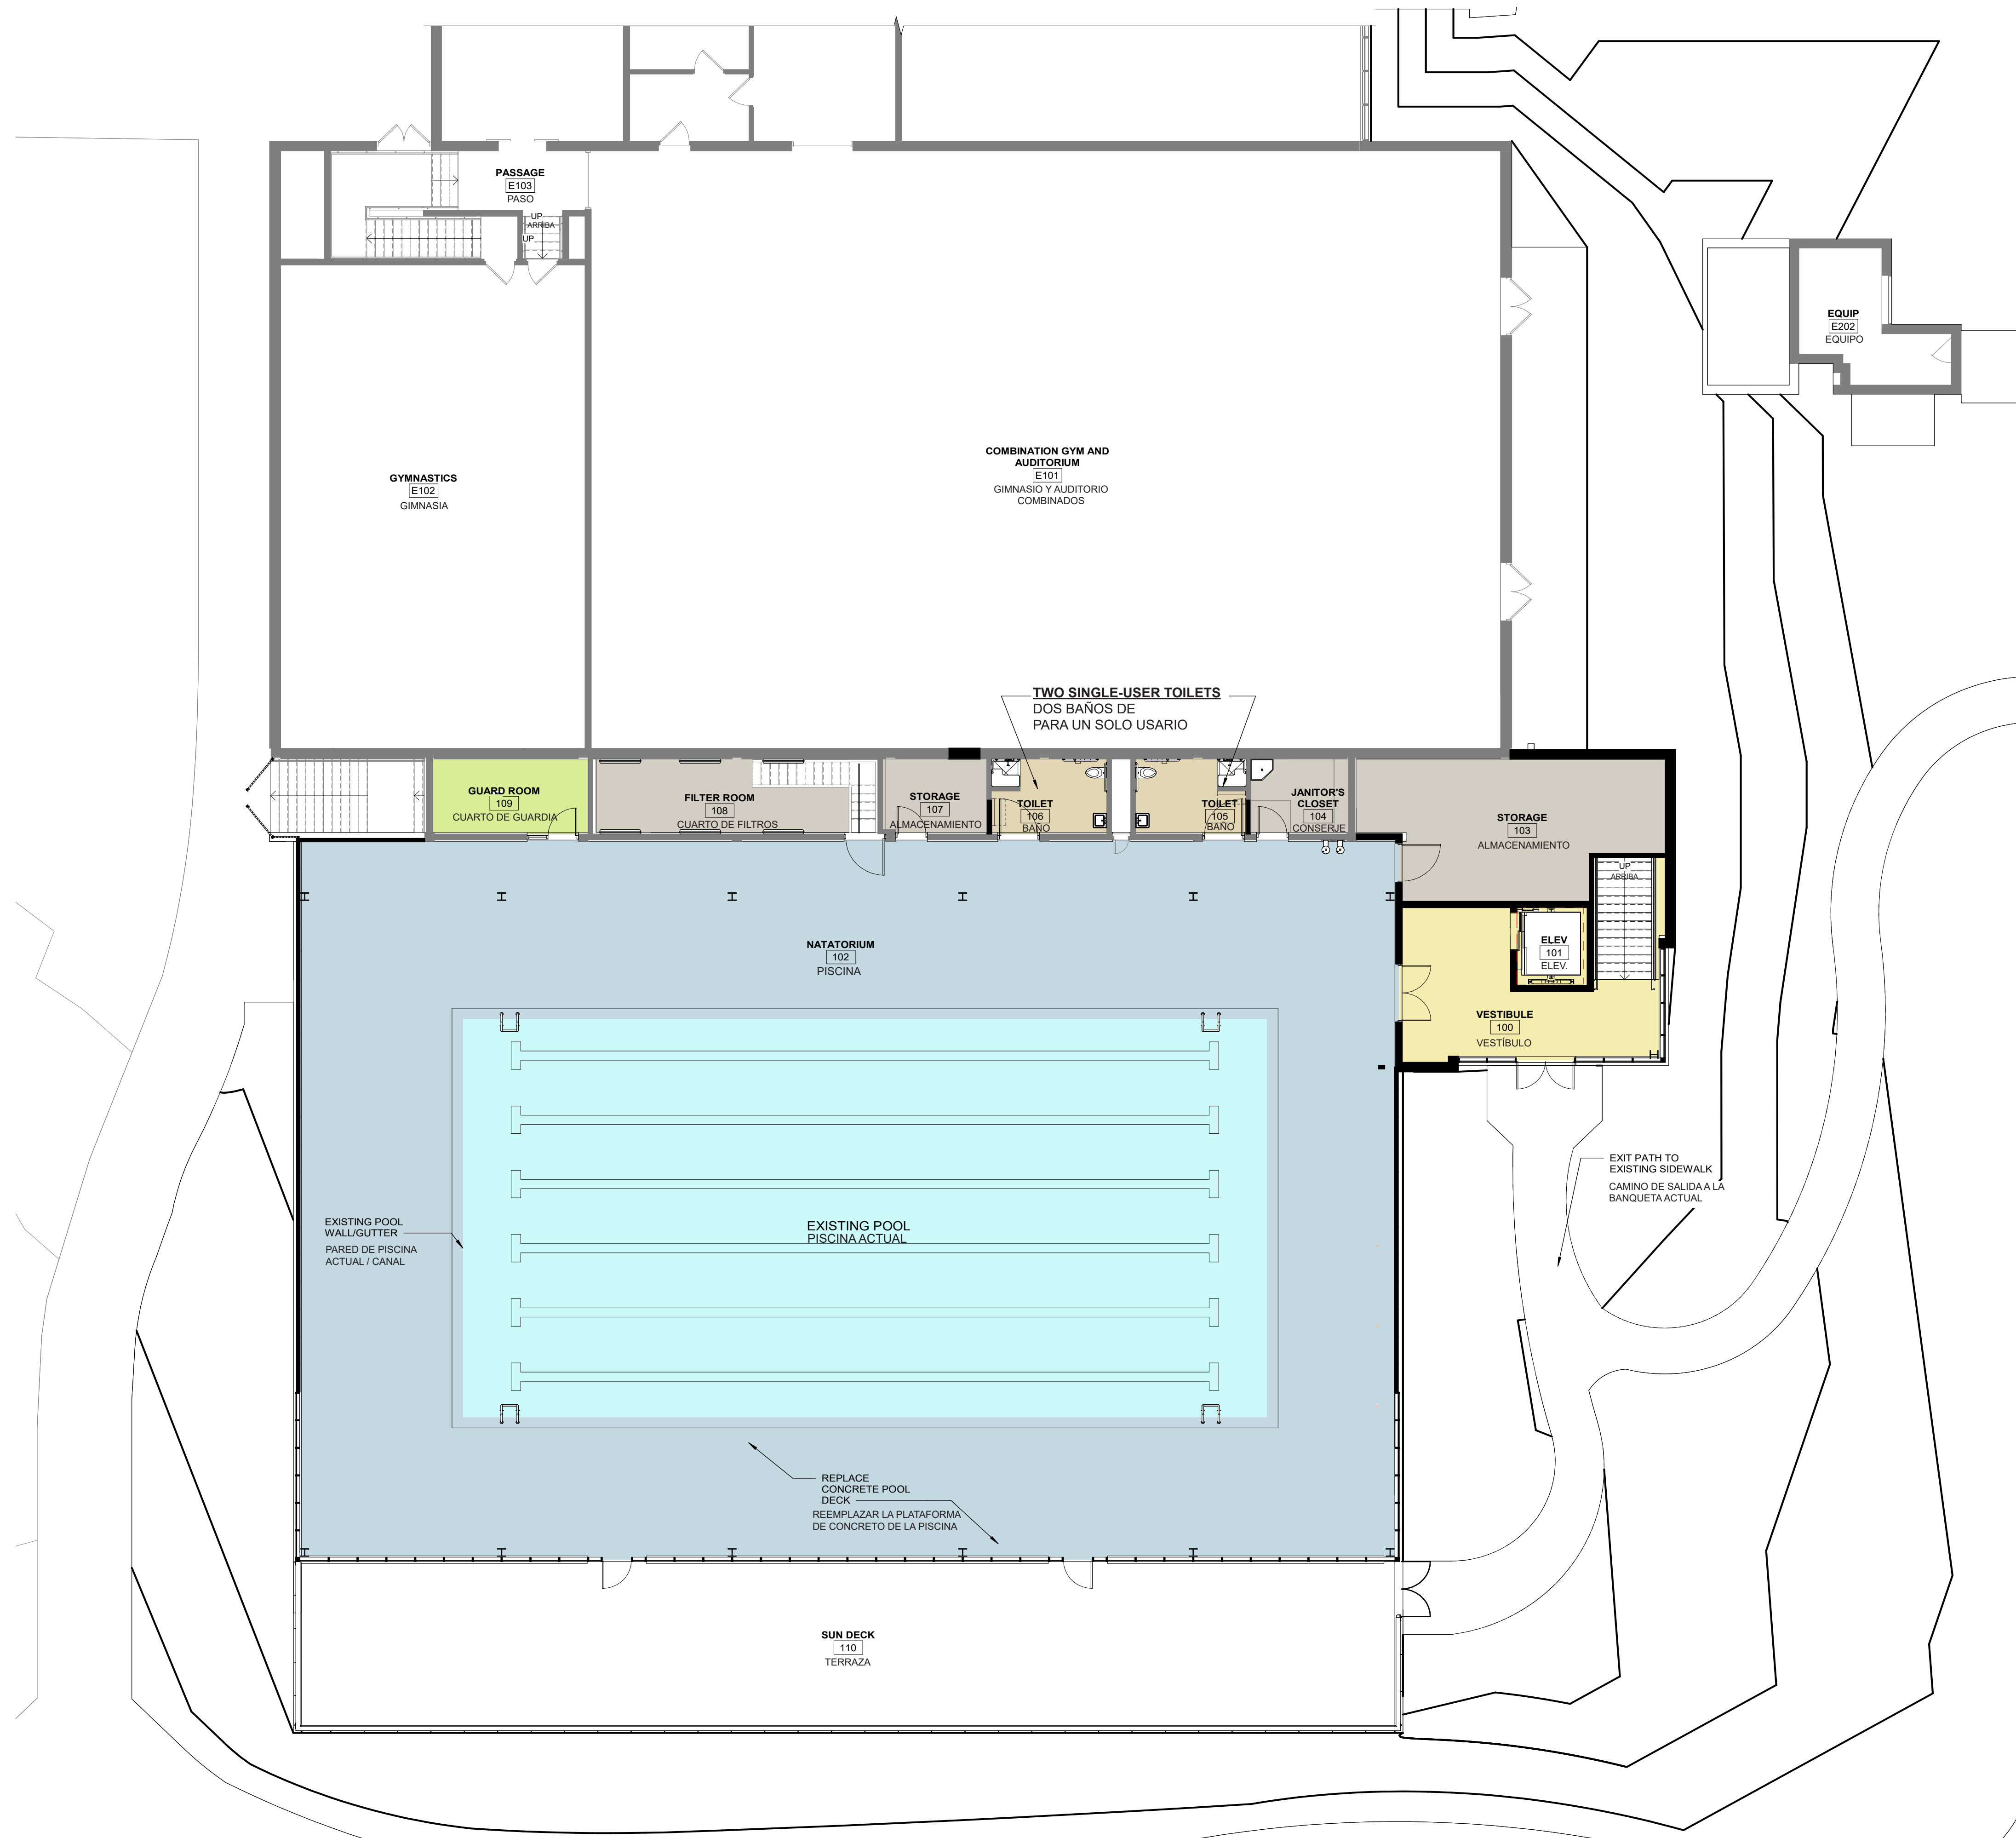 PASSAGE
E103
PASO
UP
ARRIBA
UP
EQUIP
E202
EQUIPO
GYMNASTICS
E102
GIMNASIA
COMBINATION GYM AND
AUDITORIUM
E101
GIMNASIO Y AUDITORIO
COMBINADOS
TWO SINGLE-USER TOILETS
DOS BAÑOS DE
PARA UN SOLO USARIO
GUARD ROOM
109
CUARTO DE GUARDIA
FILTER ROOM
108
CUARTO DE FILTROS
STORAGE
107
ALMACENAMIENTO
TOILET
106
BAÑO
TOILET
105
BAÑO
JANITOR'S
CLOSET
104
CONSERJE
STORAGE
103
ALMACENAMIENTO
UP
ARRIBA
NATATORIUM
102
PISCINA
ELEV
101
ELEV.
VESTIBULE
100
VESTÍBULO
EXIT PATH TO
EXISTING SIDEWALK
CAMINO DE SALIDA A LA
BANQUETA ACTUAL
EXISTING POOL
WALL/GUTTER
PARED DE PISCINA
ACTUAL / CANAL
EXISTING POOL
PISCINA ACTUAL
REPLACE
CONCRETE POOL
DECK
REEMPLAZAR LA PLATAFORMA
DE CONCRETO DE LA PISCINA
SUN DECK
110
TERRAZA